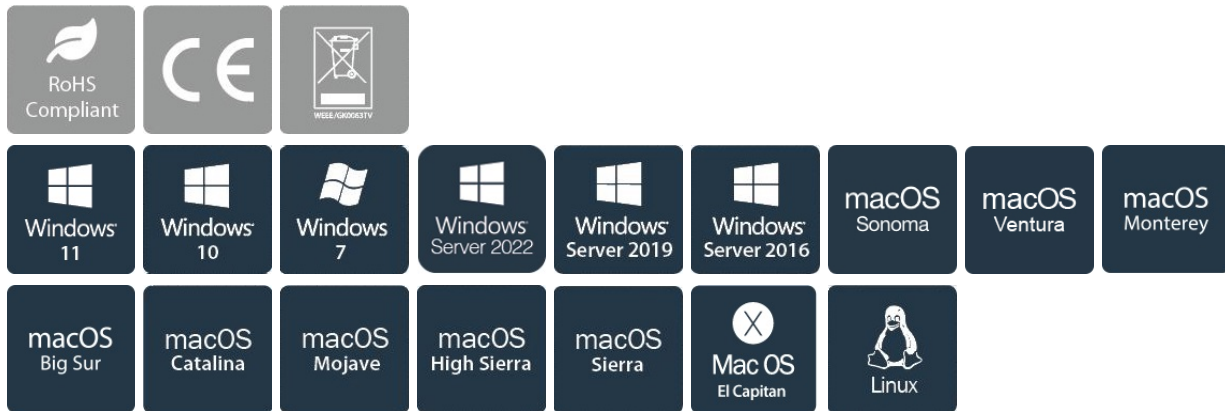 RoHS
Compliant
CE
WEEE/GK0063TV
Windows
11
Windows
10
Windows
7
Windows
Server 2022
Windows
Server 2019
Windows
Server 2016
macOS
Sonoma
macOS
Ventura
macOS
Monterey
macOS
Big Sur
macOS
Catalina
macOS
Mojave
macOS
High Sierra
macOS
Sierra
X
Mac OS
El Capitan
Linux